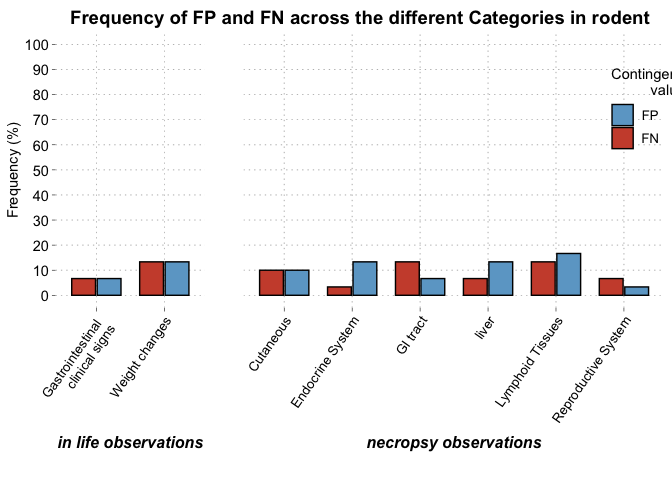 Frequency of FP and FN across the different Categories in rodent
100
90
80
70
60
50
40
30
20
10
0
Frequency (%)
FP
FN
Gastrointestinal
clinical signs
Weight changes
Cutaneous
Endocrine System
GI tract
liver
Lymphoid Tissues
Reproductive System
in life observations
necropsy observations